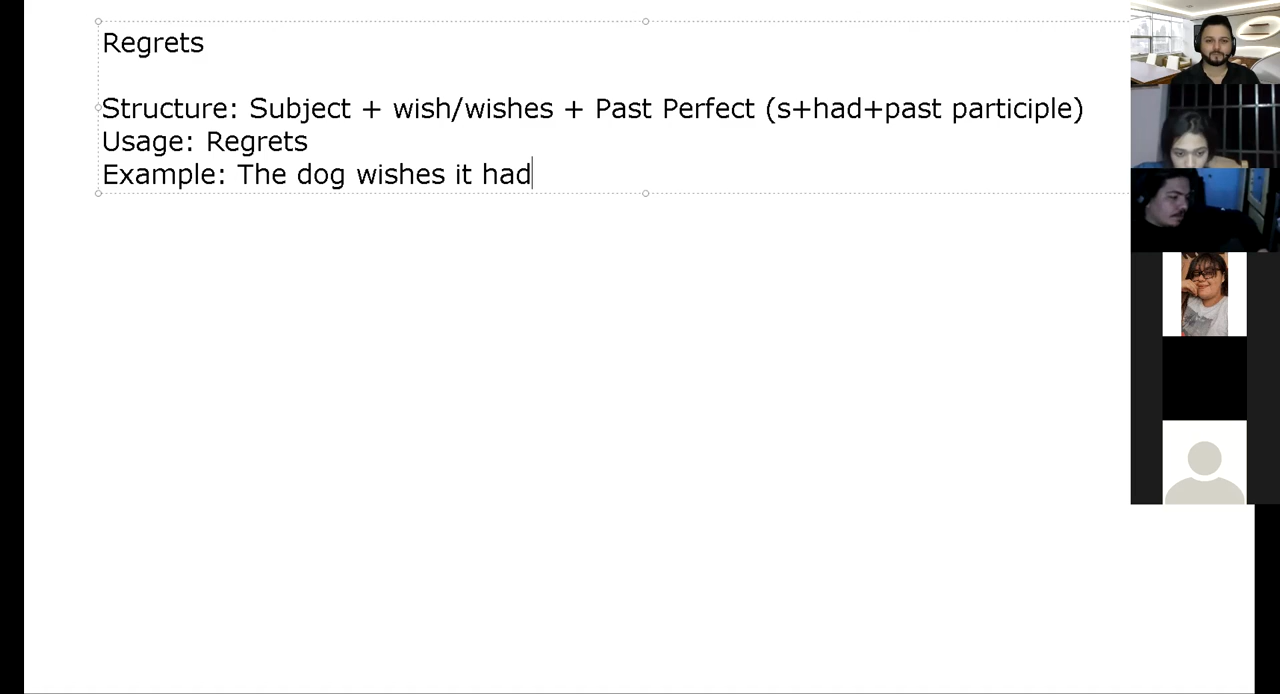 Regrets
Structure: Subject + wish/wishes + Past Perfect (s+had+past participle)
Usage: Regrets
Example: The dog wishes it had